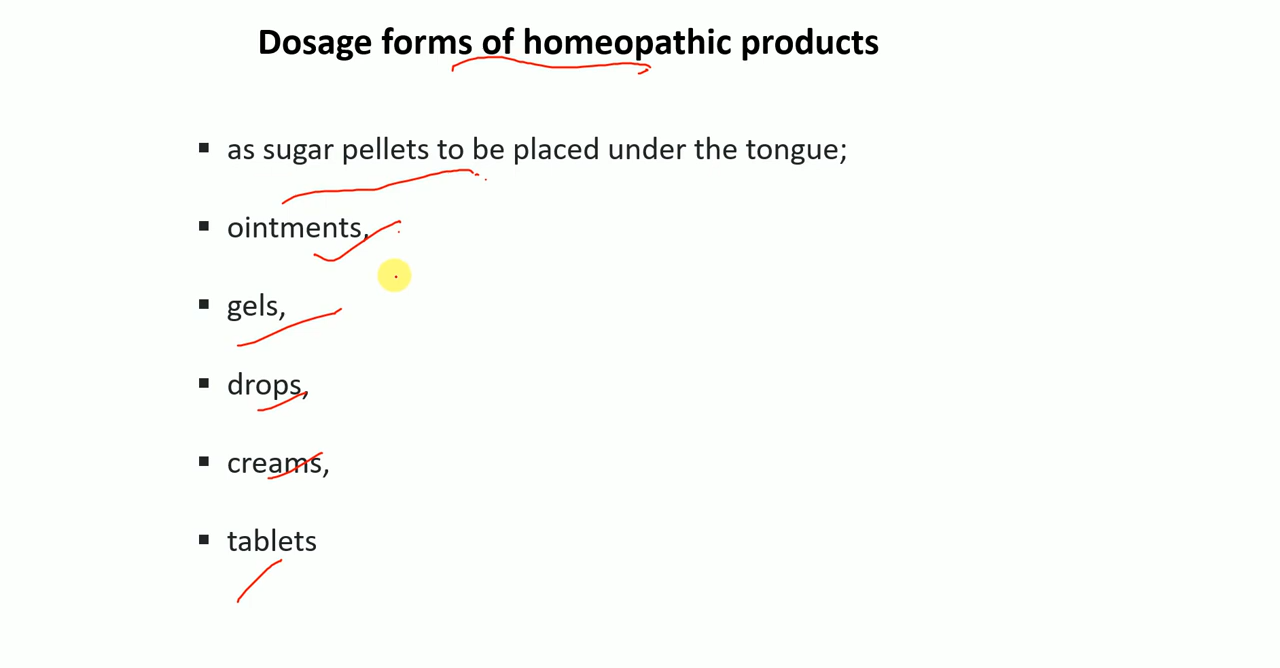 Dosage forms of homeopathic products
▪ as sugar pellets to be placed under the tongue;
▪ ointments,
▪ gels,
▪ drops,
▪ creams,
▪ tablets